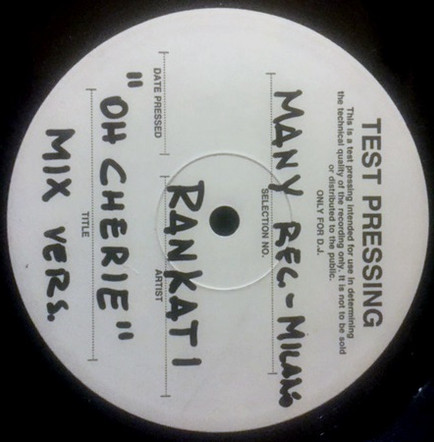 TEST PRESSING
This is a test pressing intended for use in determining
the technical quality of the recording only. It is not to be sold
or distributed to the public.
ONLY FOR D.J.
MANY REC-MILANO
SELECTION NO.
RANKATI
DATE PRESSED
ARTIST
"OH CHERIE"
TITLE
MIX VERS.